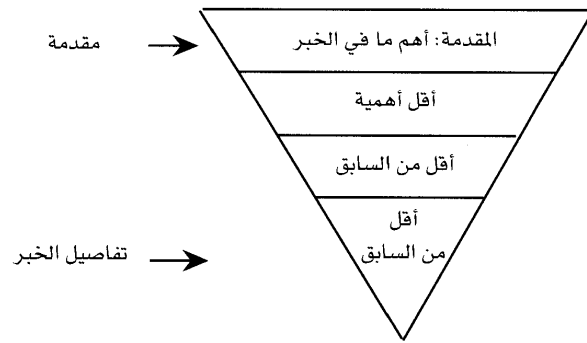 مقدمة
المقدمة: أهم ما في الخبر
أقل أهمية
أقل من السابق
أقل
من السابق
تفاصيل الخبر